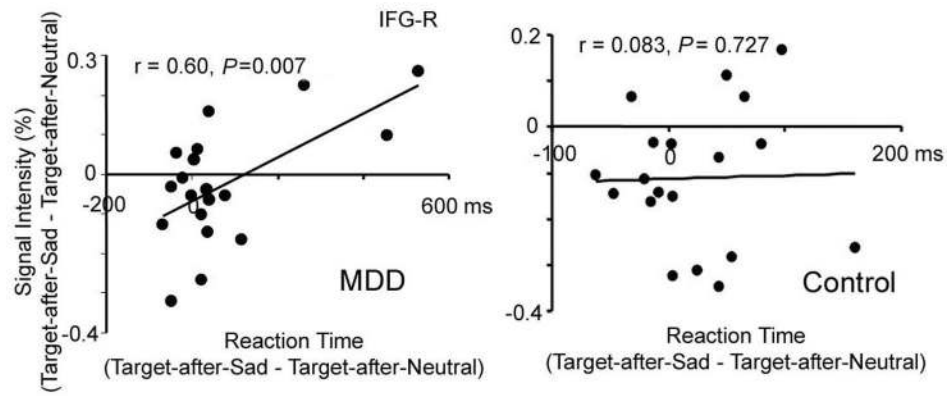 IFG-R
r = 0.60, P=0.007
0.3
0
-0.4
-200
0
600 ms
MDD
Signal Intensity (%)
(Target-after-Sad - Target-after-Neutral)
Reaction Time
(Target-after-Sad - Target-after-Neutral)
r = 0.083, P = 0.727
0.2
0
-0.4
-100
0
200 ms
Control
Reaction Time
(Target-after-Sad - Target-after-Neutral)